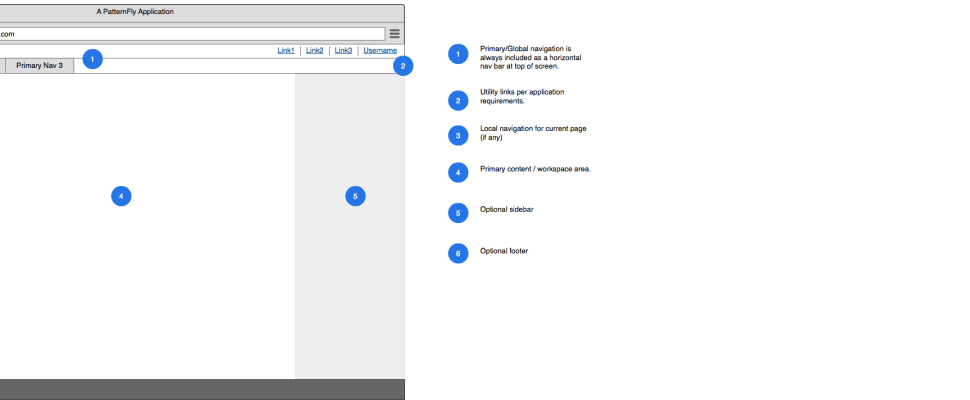 A PatternFly Application
com
Link1 Link2 Link3 Username
Primary Nav 3
1
2
4
5
1 Primary/Global navigation is
always included as a horizontal
nav bar at top of screen.
2 Utility links per application
requirements.
3 Local navigation for current page
(if any)
4 Primary content / workspace area.
5 Optional sidebar
6 Optional footer